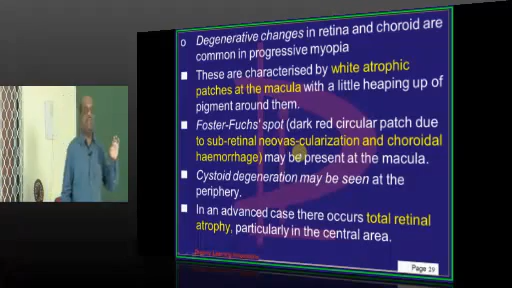 Degenerative changes in retina and choroid are
common in progressive myopia
These are characterised by white atrophic
patches at the macula with a little heaping up of
pigment around them.
Foster-Fuchs' spot (dark red circular patch due
to sub-retinal neovas-cularization and choroidal
haemorrhage) may be present at the macula.
Cystoid degeneration may be seen at the
periphery.
In an advanced case there occurs total retinal
atrophy, particularly in the central area.
Page 19